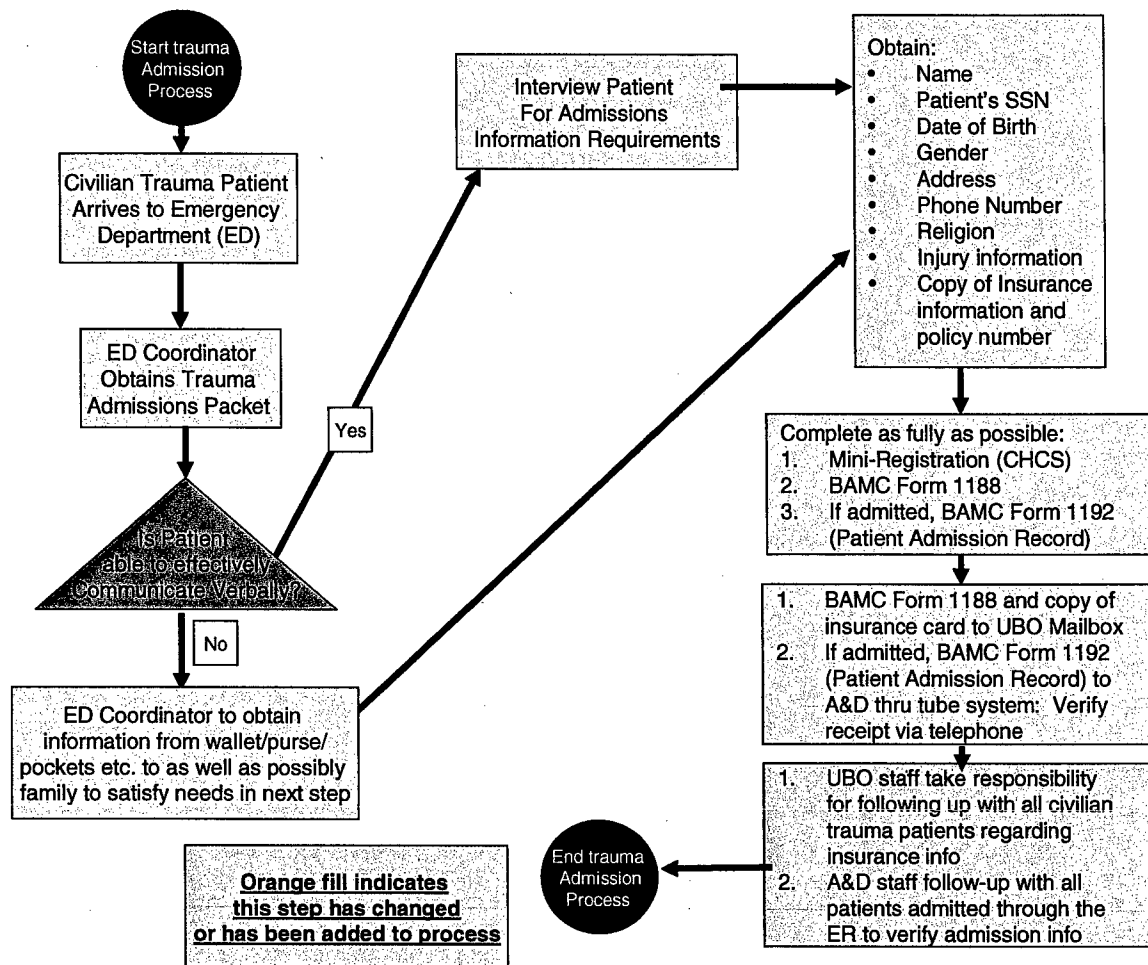 Start trauma
Admission
Process
Civilian Trauma Patient
Arrives to Emergency
Department (ED)
ED Coordinator
Obtains Trauma
Admissions Packet
Is Patient
able to effectively
Communicate Verbally?
Yes
No
Interview Patient
For Admissions
Information Requirements
ED Coordinator to obtain
information from wallet/purse/
pockets etc. to as well as possibly
family to satisfy needs in next step
Obtain:
• Name
• Patient's SSN
• Date of Birth
• Gender
• Address
• Phone Number
• Religion
• Injury information
• Copy of Insurance
information and
policy number
Complete as fully as possible:
1. Mini-Registration (CHCS)
2. BAMC Form 1188
3. If admitted, BAMC Form 1192
(Patient Admission Record)
1. BAMC Form 1188 and copy of
insurance card to UBO Mailbox
2. If admitted, BAMC Form 1192
(Patient Admission Record) to
A&D thru tube system: Verify
receipt via telephone
1. UBO staff take responsibility
for following up with all civilian
trauma patients regarding
insurance info
2. A&D staff follow-up with all
patients admitted through the
ER to verify admission info
End trauma
Admission
Process
Orange fill indicates
this step has changed
or has been added to process